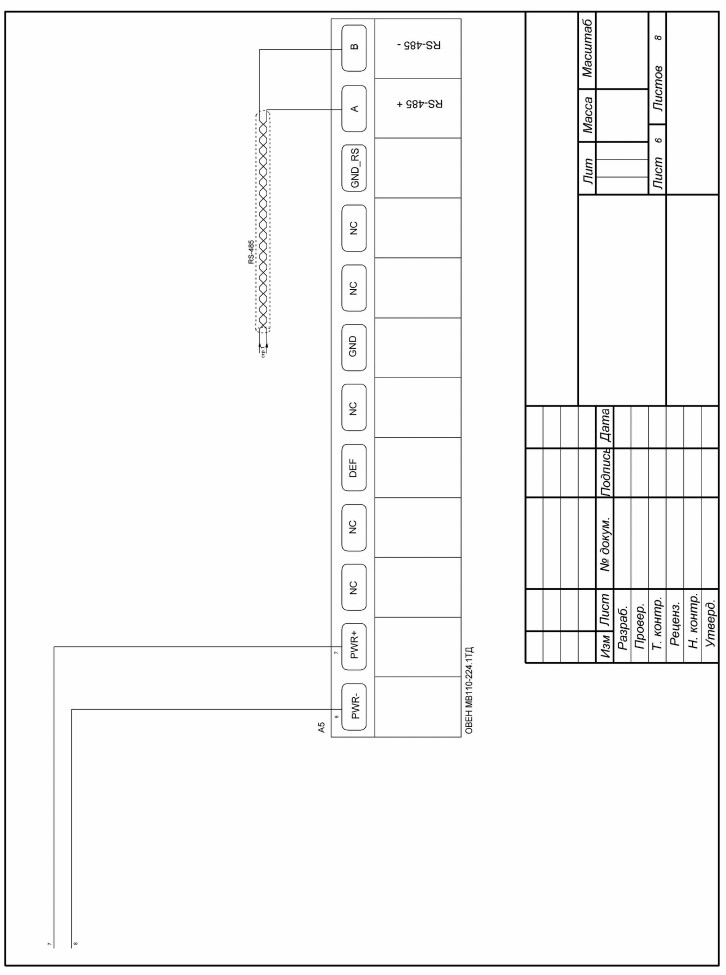 7
8
RS-485
A5
8 7
PWR- PWR+ NC NC DEF NC GND NC NC GND_RS A B
RS-485 + RS-485 -
ОВЕН МВ110-224.1ТД
Изм Лист № докум. Подпись Дата
Разраб.
Провер.
Т. контр.
Реценз.
Н. контр.
Утверд.
Лит Масса Масштаб
Лист 6 Листов 8